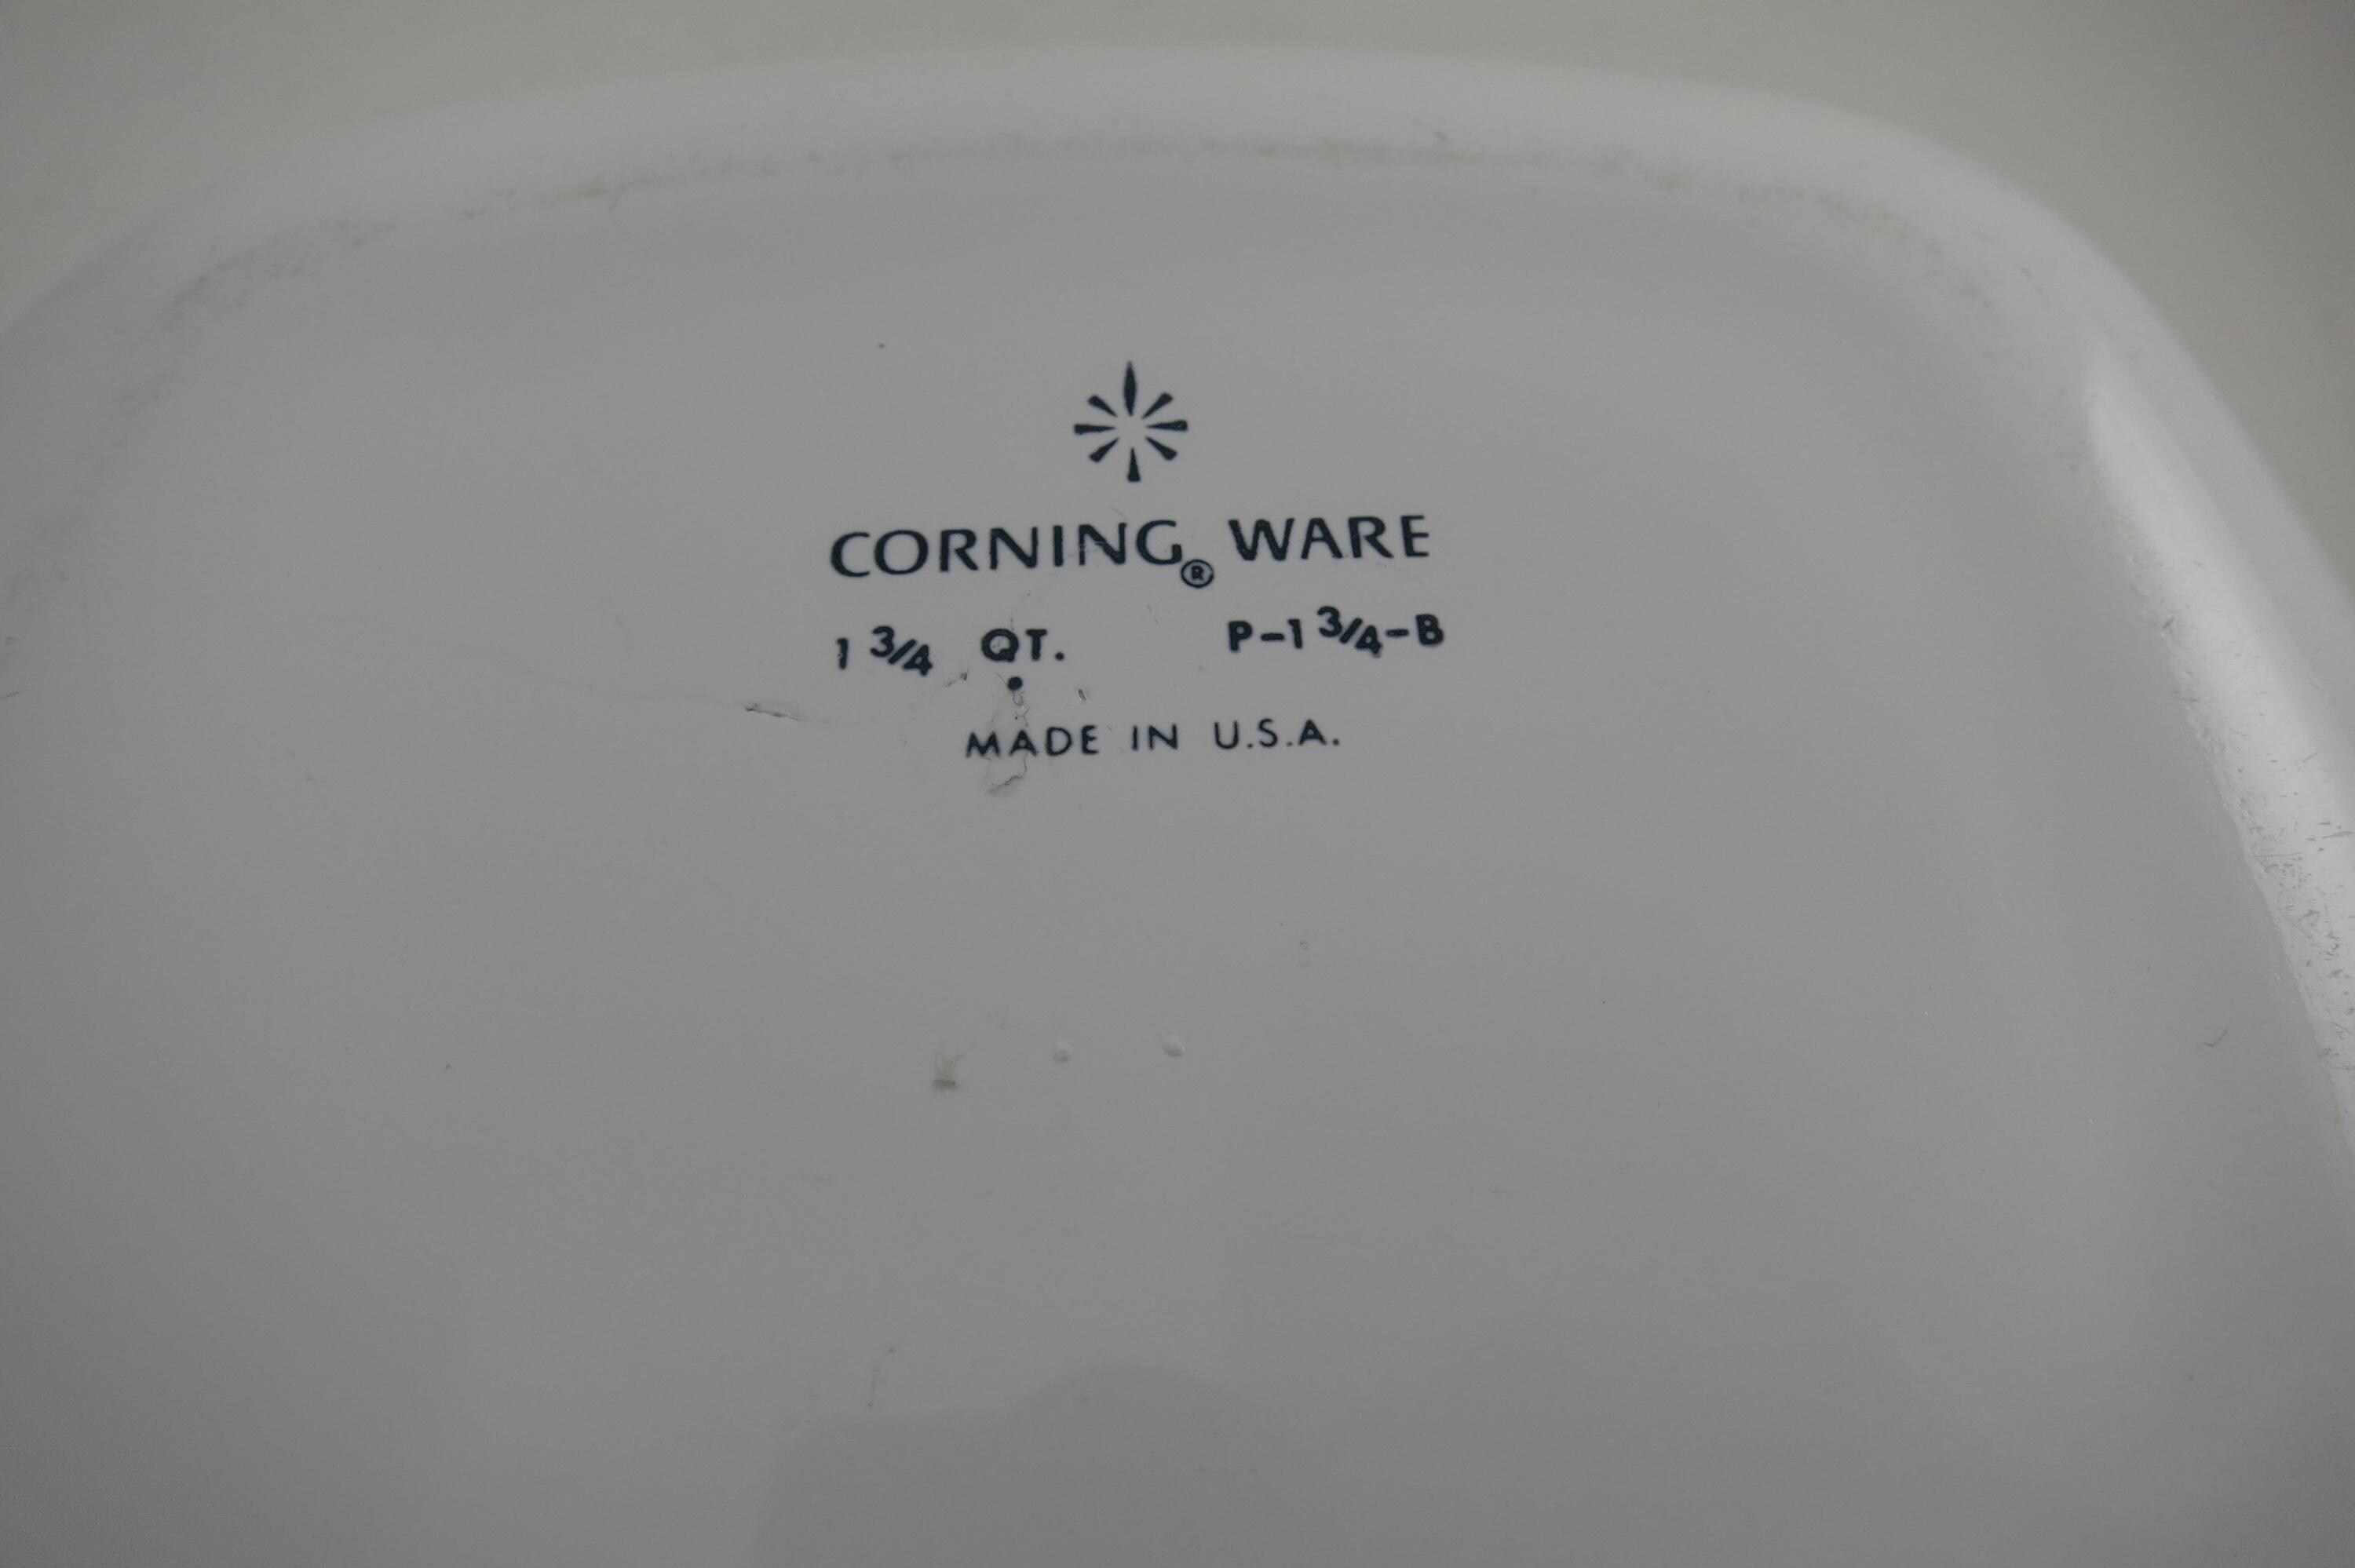 CORNING® WARE
1 3/4 QT. P-1 3/4-B
MADE IN U.S.A.